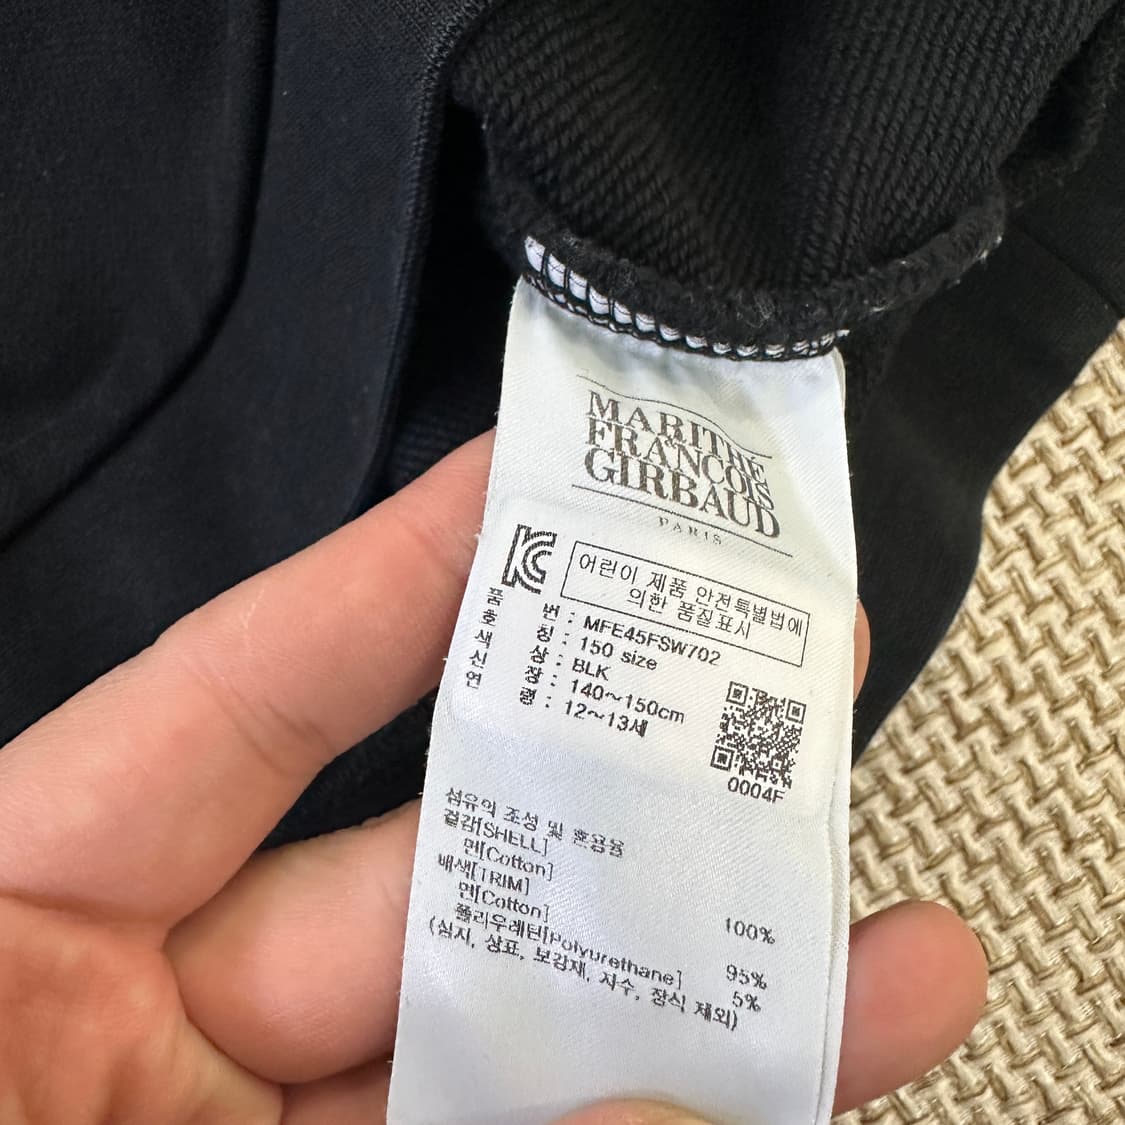 MARITHÉ
FRANCOIS
GIRBAUD
PARIS
KC
어린이 제품 안전특별법에
의한 품질표시
품 번 : MFE45FSW702
호 칭 : 150 size
색 상 : BLK
신 장 : 140~150cm
연 령 : 12~13세
0004F
섬유의 조성 및 혼용율
겉감[SHELL]
면[Cotton] 100%
배색[TRIM]
면[Cotton] 95%
폴리우레탄[Polyurethane] 5%
(심지, 상표, 보강재, 자수, 장식 제외)